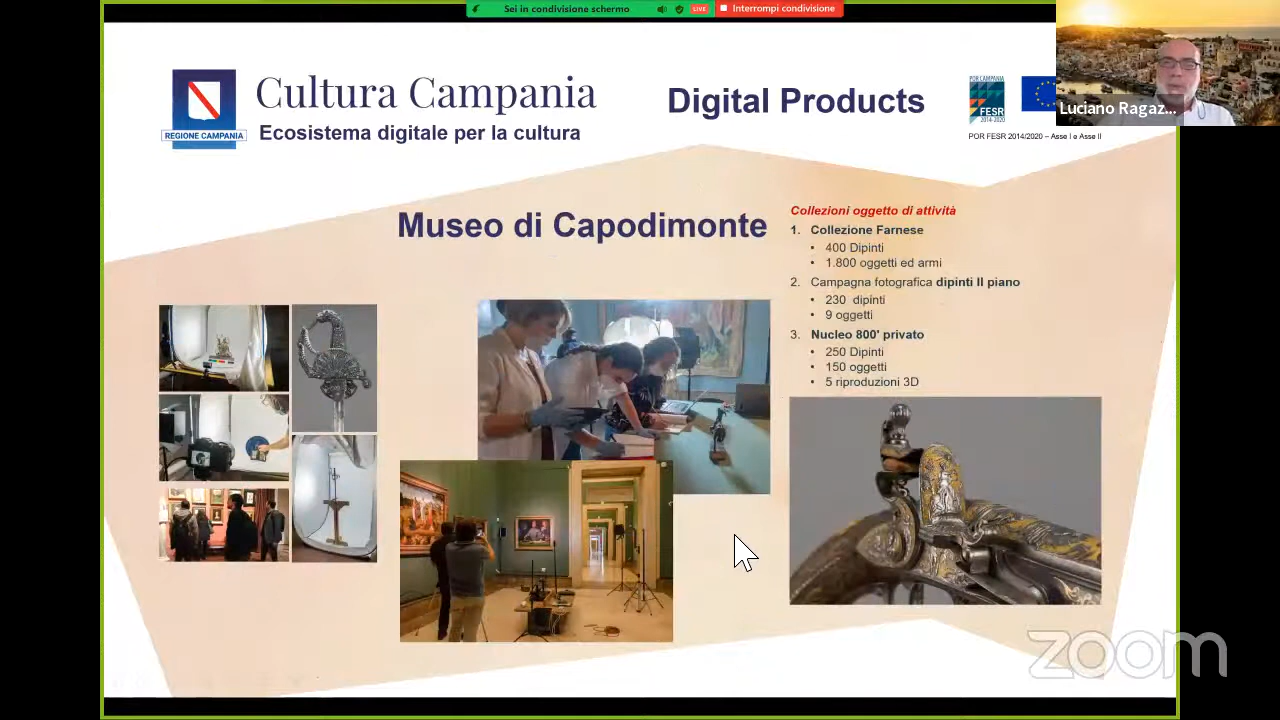 Sei in condivisione schermo
LIVE
Interrompi condivisione
Luciano Ragaz...
REGIONE CAMPANIA
Cultura Campania
Ecosistema digitale per la cultura
Digital Products
POR CAMPANIA
FESR
2014-2020
POR FESR 2014/2020 – Asse I e Asse II
Museo di Capodimonte
Collezioni oggetto di attività
1. Collezione Farnese
• 400 Dipinti
• 1.800 oggetti ed armi
2. Campagna fotografica dipinti II piano
• 230 dipinti
• 9 oggetti
3. Nucleo 800' privato
• 250 Dipinti
• 150 oggetti
• 5 riproduzioni 3D
zoom